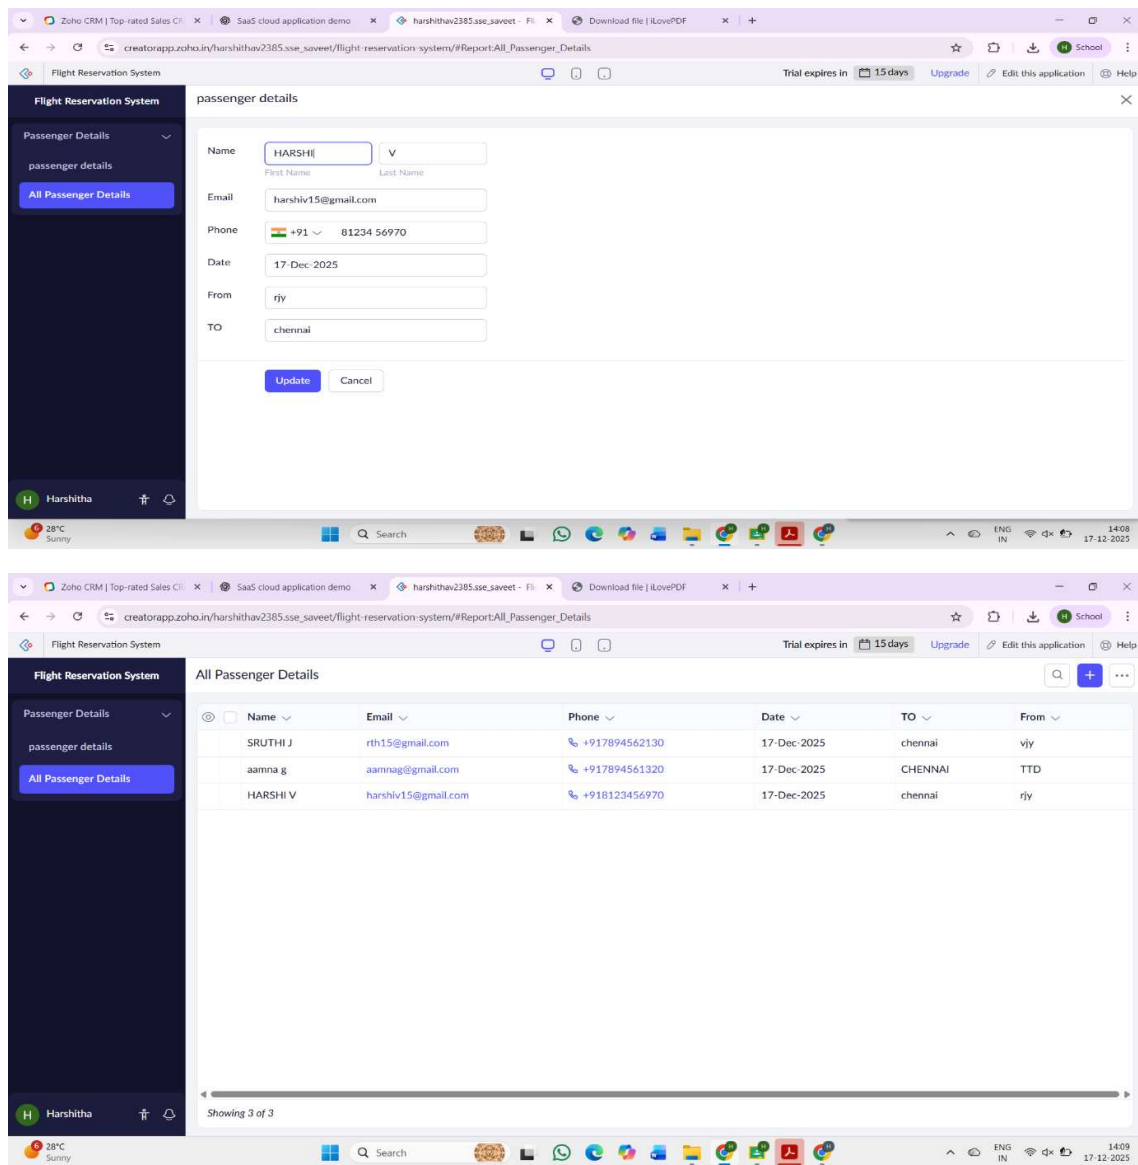 Zoho CRM | Top-rated Sales CR
SaaS cloud application demo
harshithav2385.sse_saveet - Fli
Download file | iLovePDF
creatorapp.zoho.in/harshithav2385.sse_saveet/flight-reservation-system/#Report:All_Passenger_Details
School
Flight Reservation System
Trial expires in 15 days Upgrade Edit this application Help
Flight Reservation System
passenger details
Passenger Details
passenger details
All Passenger Details
Name HARSHI V
First Name Last Name
Email harshiv15@gmail.com
Phone +91 81234 56970
Date 17-Dec-2025
From rjy
TO chennai
Update Cancel
H Harshitha
6 28°C
Sunny
Search
ENG
IN
14:08
17-12-2025
Zoho CRM | Top-rated Sales CR
SaaS cloud application demo
harshithav2385.sse_saveet - Fli
Download file | iLovePDF
creatorapp.zoho.in/harshithav2385.sse_saveet/flight-reservation-system/#Report:All_Passenger_Details
School
Flight Reservation System
Trial expires in 15 days Upgrade Edit this application Help
Flight Reservation System
All Passenger Details
Passenger Details
passenger details
All Passenger Details
Name Email Phone Date TO From
SRUTHI J rth15@gmail.com +917894562130 17-Dec-2025 chennai vjy
aamna g aamnag@gmail.com +917894561320 17-Dec-2025 CHENNAI TTD
HARSHI V harshiv15@gmail.com +918123456970 17-Dec-2025 chennai rjy
Showing 3 of 3
H Harshitha
6 28°C
Sunny
Search
ENG
IN
14:09
17-12-2025